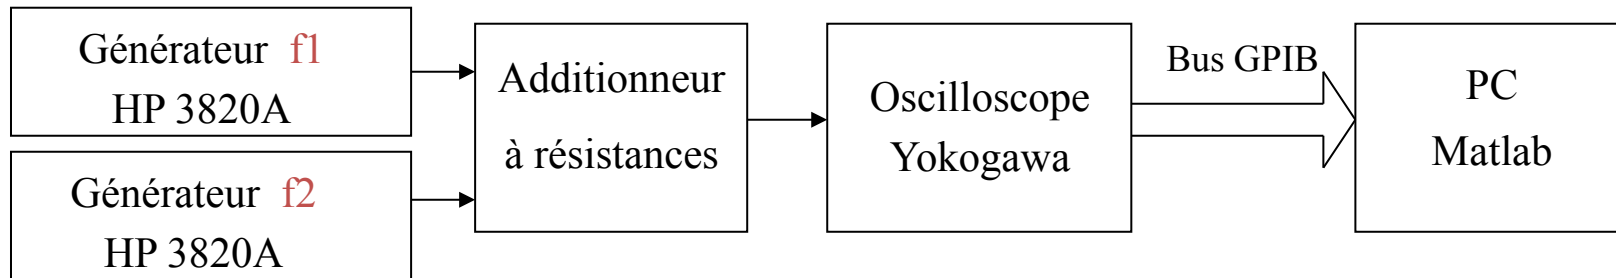 Générateur f1
HP 3820A
Générateur f2
HP 3820A
Additionneur
à résistances
Oscilloscope
Yokogawa
Bus GPIB
PC
Matlab